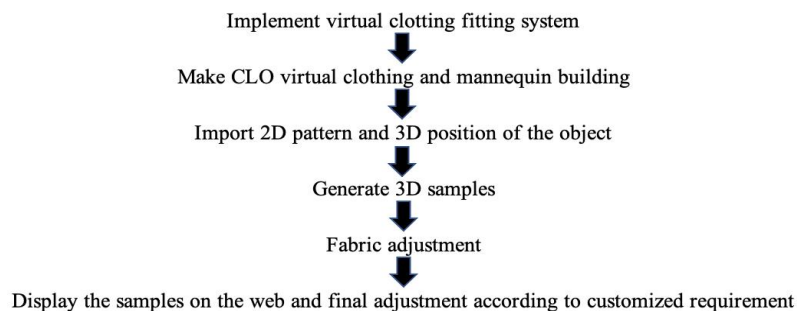 Implement virtual clotting fitting system
Make CLO virtual clothing and mannequin building
Import 2D pattern and 3D position of the object
Generate 3D samples
Fabric adjustment
Display the samples on the web and final adjustment according to customized requirement